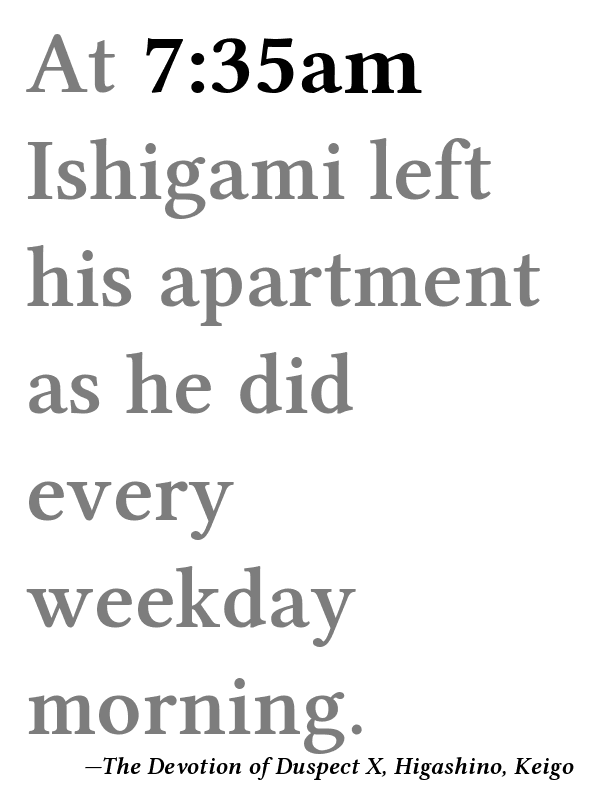 At 7:35am
Ishigami left
his apartment
as he did
every
weekday
morning.
—The Devotion of Duspect X, Higashino, Keigo